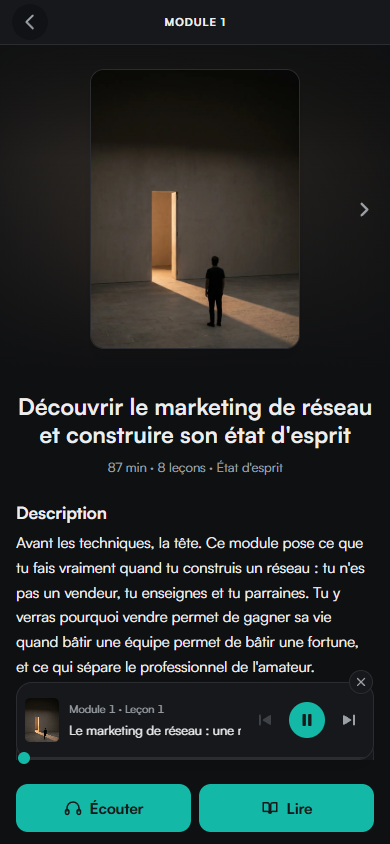 MODULE 1
Découvrir le marketing de réseau
et construire son état d'esprit
87 min · 8 leçons · État d'esprit
Description
Avant les techniques, la tête. Ce module pose ce que
tu fais vraiment quand tu construis un réseau : tu n'es
pas un vendeur, tu enseignes et tu parraines. Tu y
verras pourquoi vendre permet de gagner sa vie
quand bâtir une équipe permet de bâtir une fortune,
et ce qui sépare le professionnel de l'amateur.
Module 1 · Leçon 1
Le marketing de réseau : une
Écouter
Lire